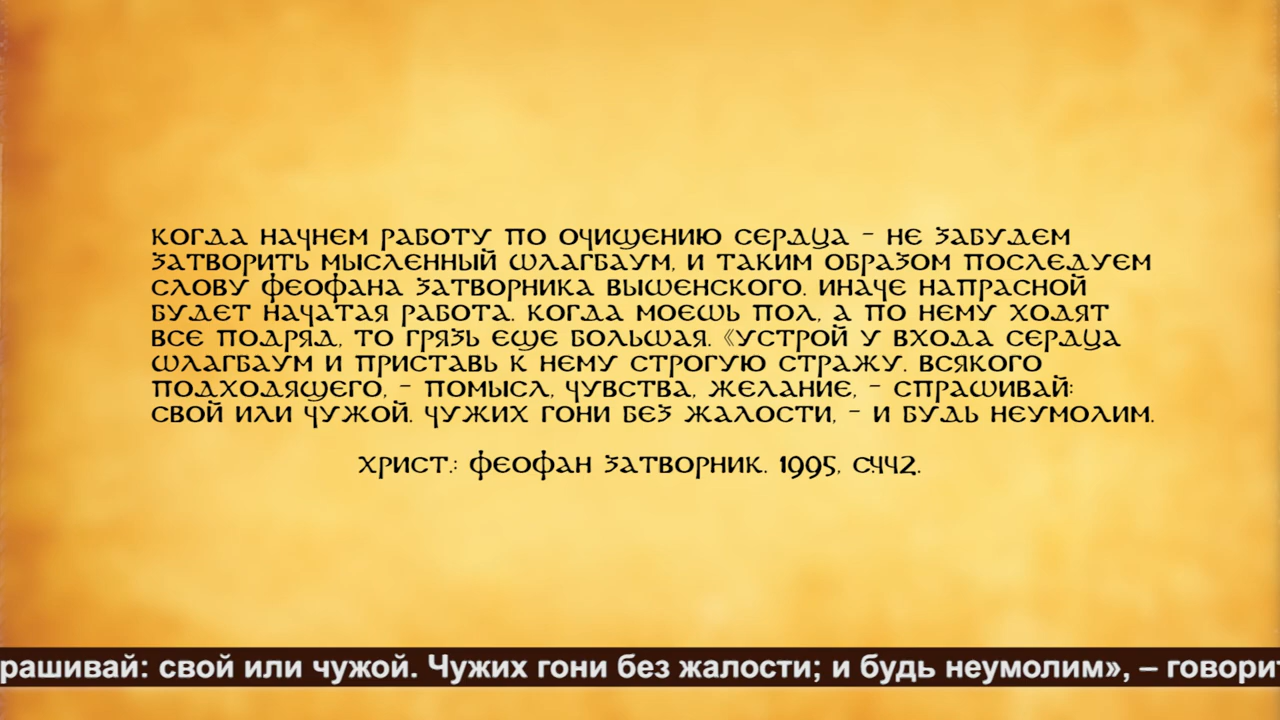 КОГДА НАЧНЕМ РАБОТУ ПО ОЧИЩЕНИЮ СЕРДЦА - НЕ ЗАБУДЕМ
ЗАТВОРИТЬ МЫСЛЕННЫЙ ШЛАГБАУМ, И ТАКИМ ОБРАЗОМ ПОСЛЕДУЕМ
СЛОВУ ФЕОФАНА ЗАТВОРНИКА ВЫШЕНСКОГО. ИНАЧЕ НАПРАСНОЙ
БУДЕТ НАЧАТАЯ РАБОТА. КОГДА МОЕШЬ ПОЛ, А ПО НЕМУ ХОДЯТ
ВСЕ ПОДРЯД, ТО ГРЯЗЬ ЕЩЕ БОЛЬШАЯ. «УСТРОЙ У ВХОДА СЕРДЦА
ШЛАГБАУМ И ПРИСТАВЬ К НЕМУ СТРОГУЮ СТРАЖУ. ВСЯКОГО
ПОДХОДЯЩЕГО, - ПОМЫСЛ, ЧУВСТВА, ЖЕЛАНИЕ, - СПРАШИВАЙ:
СВОЙ ИЛИ ЧУЖОЙ. ЧУЖИХ ГОНИ БЕЗ ЖАЛОСТИ, - И БУДЬ НЕУМОЛИМ.
ХРИСТ.: ФЕОФАН ЗАТВОРНИК. 1995, С.442.
рашивай: свой или чужой. Чужих гони без жалости; и будь неумолим», – говорит